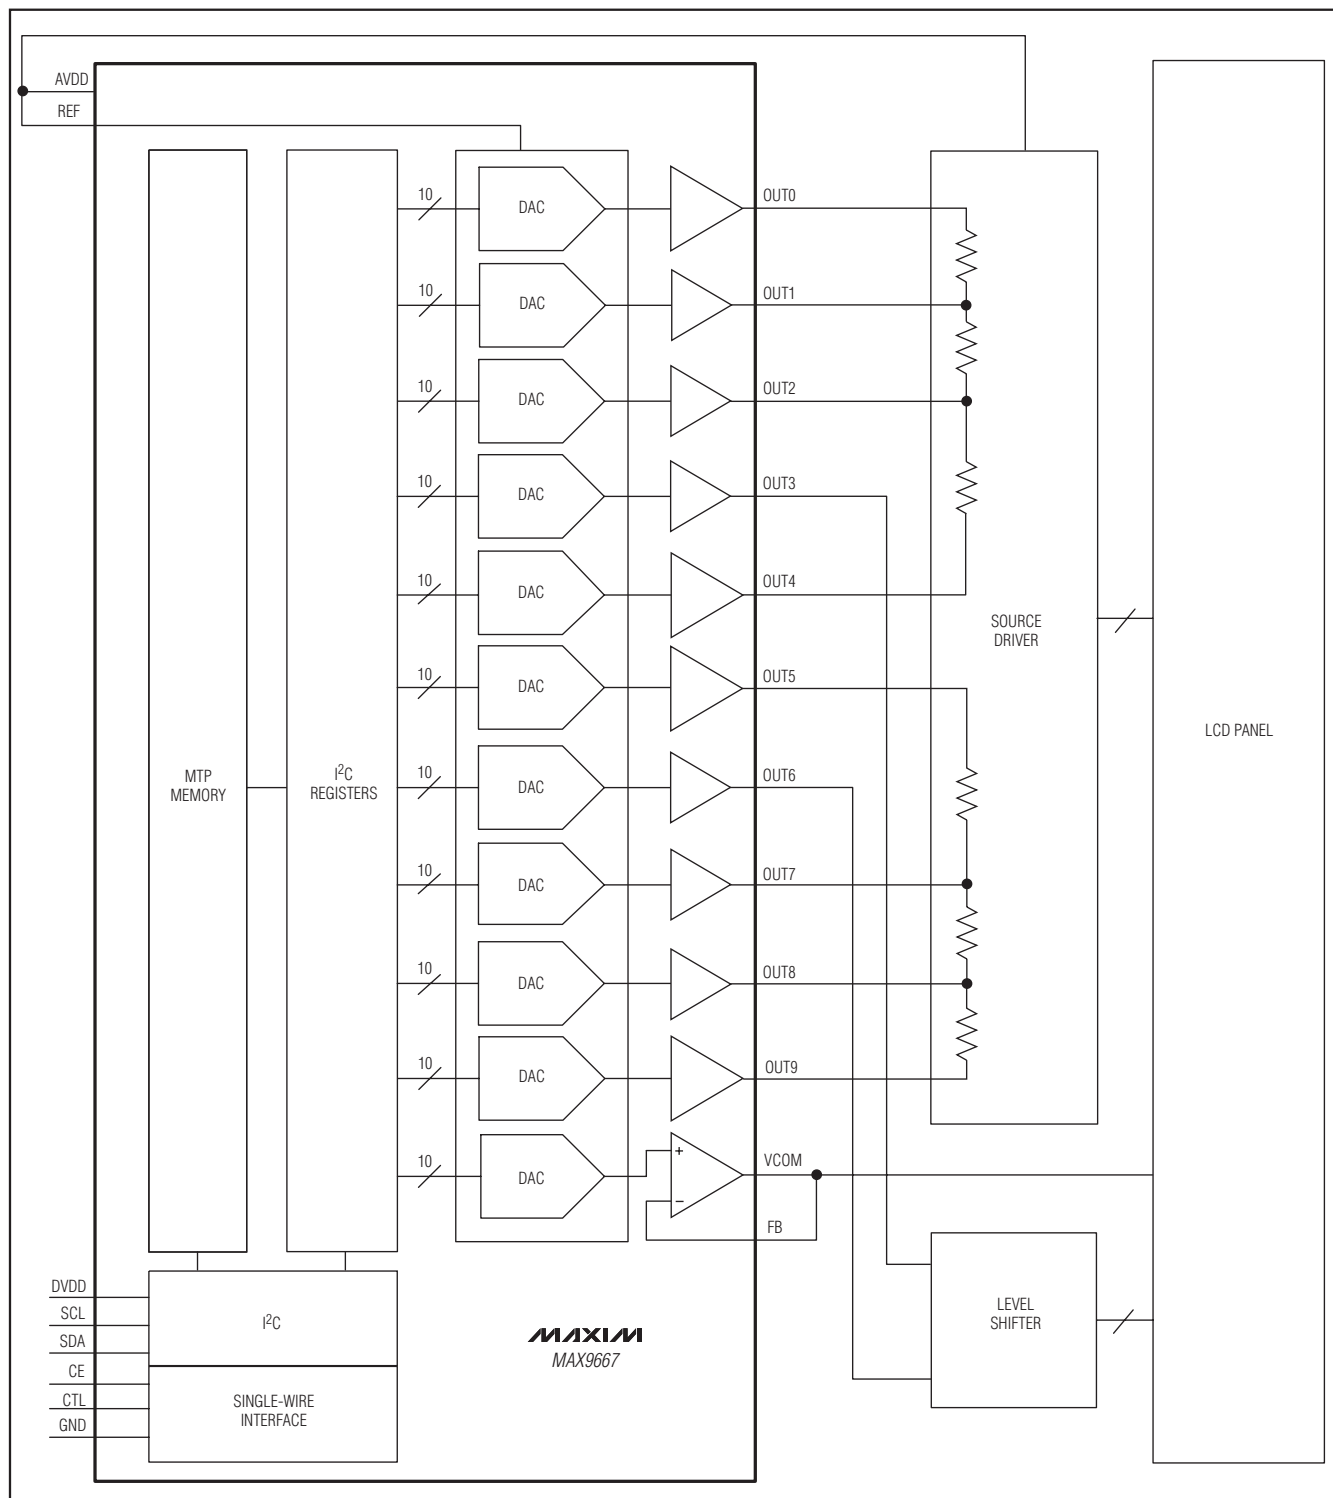 AVDD
REF
10
DAC
OUT0
10
DAC
OUT1
10
DAC
OUT2
10
DAC
OUT3
10
DAC
OUT4
SOURCE
DRIVER
10
DAC
OUT5
LCD PANEL
MTP
MEMORY
I²C
REGISTERS
10
DAC
OUT6
10
DAC
OUT7
10
DAC
OUT8
10
DAC
OUT9
10
DAC
+
−
VCOM
FB
DVDD
SCL
SDA
CE
CTL
GND
I²C
SINGLE-WIRE
INTERFACE
MAXIM
MAX9667
LEVEL
SHIFTER